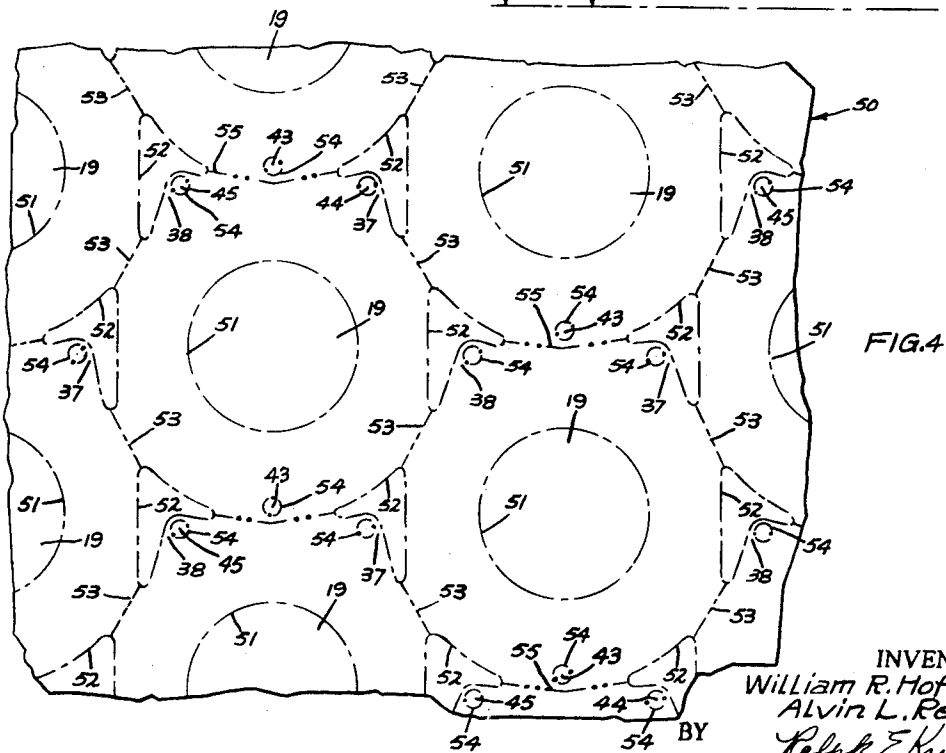 19
53 53 53 50
55 43 54
52 52 51 52
51 19 45 44 37 19 45 54
38 54 38
53 53 53
54
52 51 19 52 55 43 52 51 FIG.4
54 37 38 54 54 37
53 53 19 53
51 43 54 51
52 52 52
19 54 54 54
38 45 37 38
53 51 19 53 53
52 52 55 54 43 52
45 44
54 54
INVEN
William R. Hof
Alvin L. Re
BY